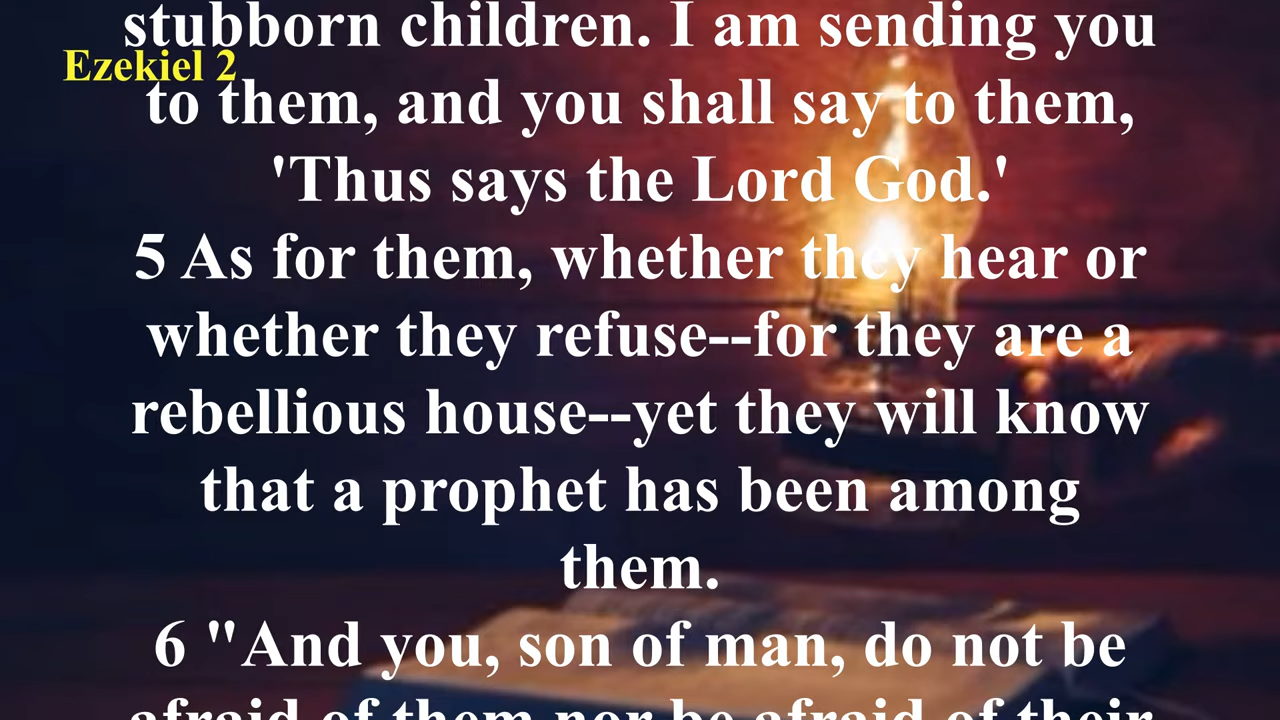 stubborn children. I am sending you
Ezekiel 2
to them, and you shall say to them,
'Thus says the Lord God.'
5 As for them, whether they hear or
whether they refuse--for they are a
rebellious house--yet they will know
that a prophet has been among
them.
6 "And you, son of man, do not be
afraid of them nor be afraid of their